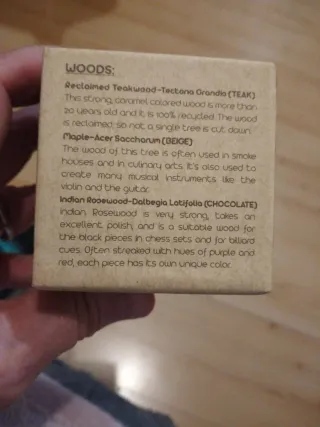 WOODS:
Reclaimed Teakwood-Tectona Grandis (TEAK)
This strong, caramel colored wood is more than
20 years old and it is 100% recycled. The wood
is reclaimed, so not a single tree is cut down.
Maple-Acer Saccharum (BEIGE)
The wood of this tree is often used in smoke
houses and in culinary arts. It's also used to
create many musical instruments like the
violin and the guitar.
Indian Rosewood-Dalbegia Latifolia (CHOCOLATE)
Indian Rosewood is very strong, takes an
excellent polish, and is a suitable wood for
the black pieces in chess sets and for billiard
cues. Often streaked with hues of purple and
red, each piece has its own unique color.